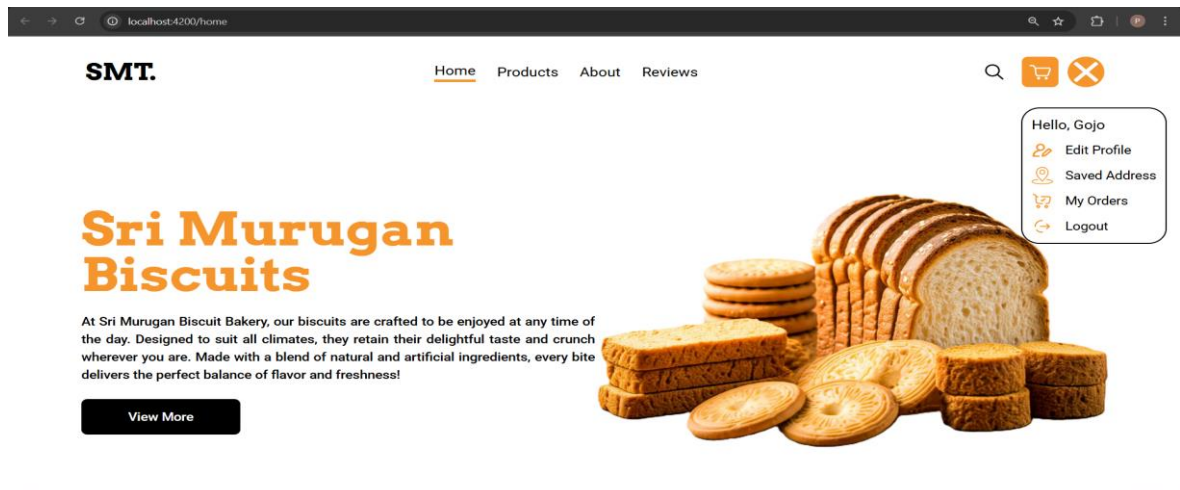 localhost:4200/home
P
SMT.
Home Products About Reviews
Hello, Gojo
Edit Profile
Saved Address
My Orders
Logout
Sri Murugan
Biscuits
At Sri Murugan Biscuit Bakery, our biscuits are crafted to be enjoyed at any time of
the day. Designed to suit all climates, they retain their delightful taste and crunch
wherever you are. Made with a blend of natural and artificial ingredients, every bite
delivers the perfect balance of flavor and freshness!
View More